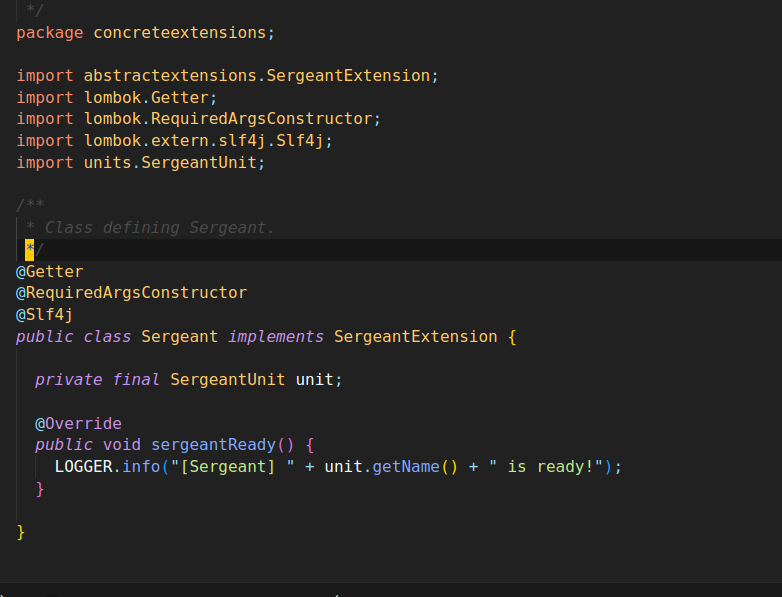 */
package concreteextensions;
import abstractextensions.SergeantExtension;
import lombok.Getter;
import lombok.RequiredArgsConstructor;
import lombok.extern.slf4j.Slf4j;
import units.SergeantUnit;
/**
* Class defining Sergeant.
*/
@Getter
@RequiredArgsConstructor
@Slf4j
public class Sergeant implements SergeantExtension {
private final SergeantUnit unit;
@Override
public void sergeantReady() {
LOGGER.info("[Sergeant] " + unit.getName() + " is ready!");
}
}